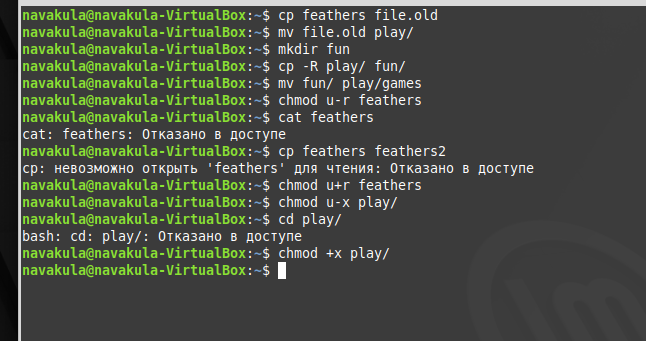 navakula@navakula-VirtualBox:~$ cp feathers file.old
navakula@navakula-VirtualBox:~$ mv file.old play/
navakula@navakula-VirtualBox:~$ mkdir fun
navakula@navakula-VirtualBox:~$ cp -R play/ fun/
navakula@navakula-VirtualBox:~$ mv fun/ play/games
navakula@navakula-VirtualBox:~$ chmod u-r feathers
navakula@navakula-VirtualBox:~$ cat feathers
cat: feathers: Отказано в доступе
navakula@navakula-VirtualBox:~$ cp feathers feathers2
cp: невозможно открыть 'feathers' для чтения: Отказано в доступе
navakula@navakula-VirtualBox:~$ chmod u+r feathers
navakula@navakula-VirtualBox:~$ chmod u-x play/
navakula@navakula-VirtualBox:~$ cd play/
bash: cd: play/: Отказано в доступе
navakula@navakula-VirtualBox:~$ chmod +x play/
navakula@navakula-VirtualBox:~$